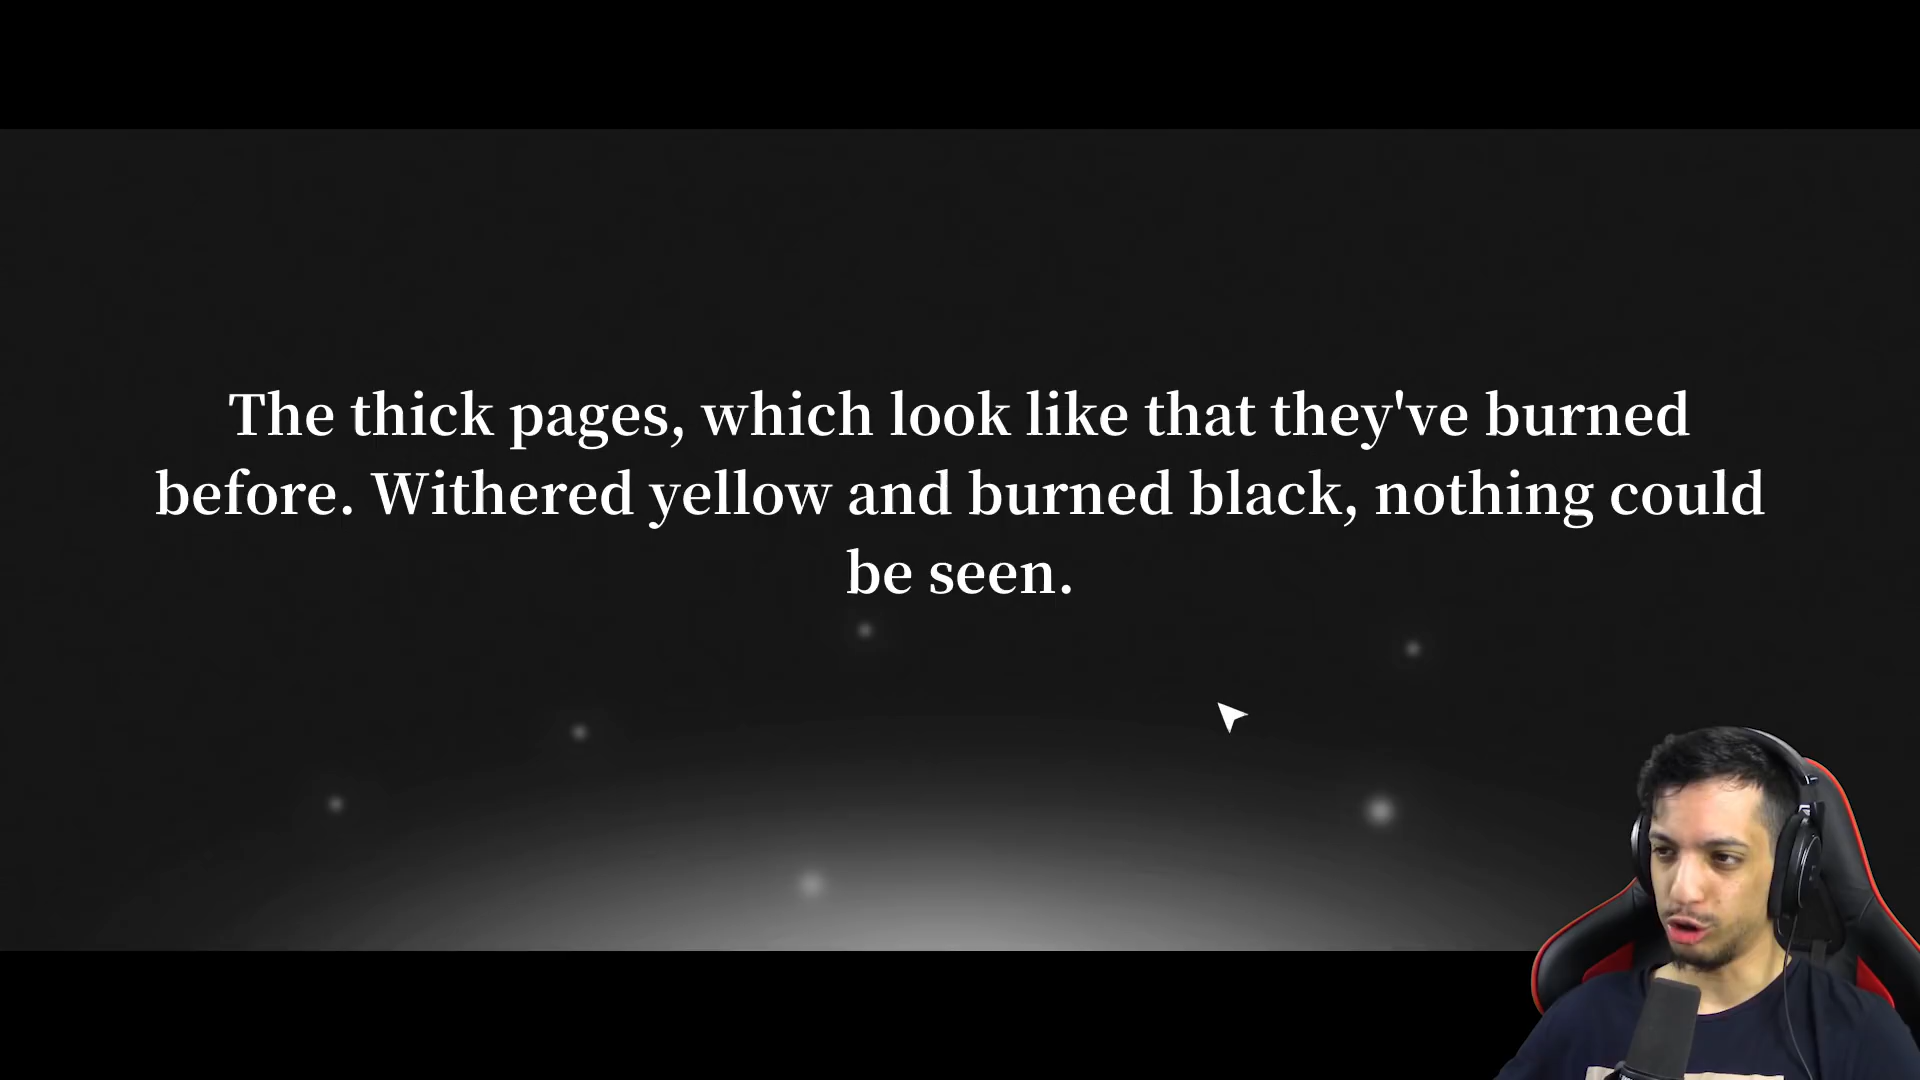 The thick pages, which look like that they've burned
before. Withered yellow and burned black, nothing could
be seen.